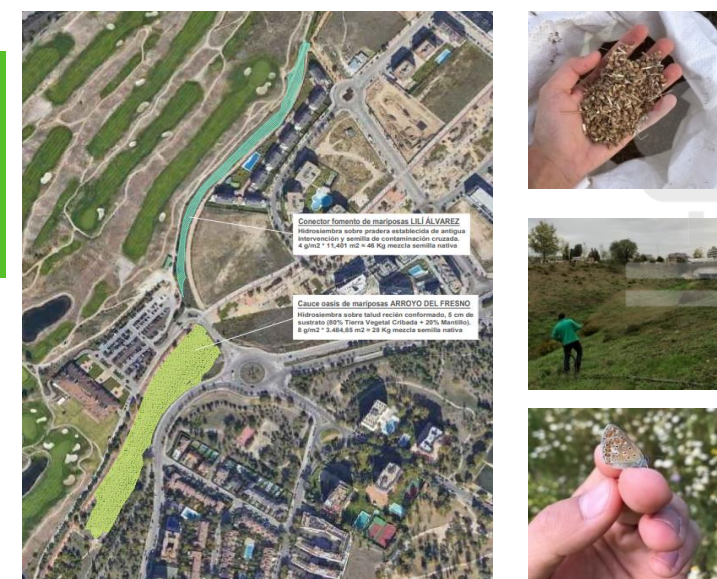 Conector fomento de mariposas LILÍ ÁLVAREZ
Hidrosiembra sobre pradera establecida de antigua
intervención y semilla de contaminación cruzada.
4 g/m2 * 11,401 m2 = 46 Kg mezcla semilla nativa
Cauce oasis de mariposas ARROYO DEL FRESNO
Hidrosiembra sobre talud recién conformado, 5 cm de
sustrato (80% Tierra Vegetal Cribada + 20% Mantillo).
8 g/m2 * 3.464,85 m2 = 28 Kg mezcla semilla nativa